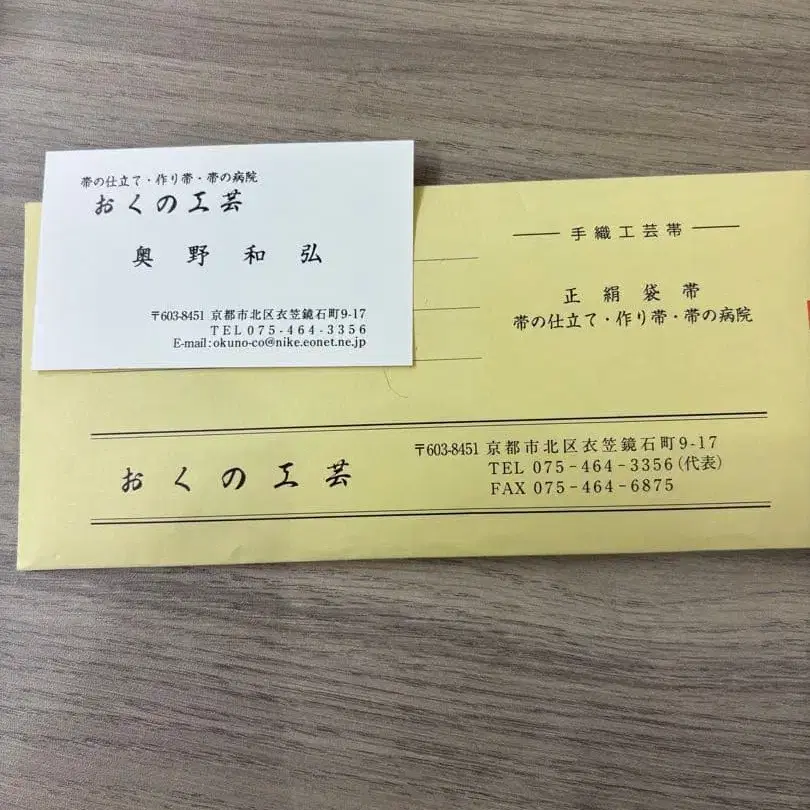 帯の仕立て・作り帯・帯の病院
おくの工芸
奥野和弘
〒603-8451 京都市北区衣笠鏡石町9-17
TEL 075-464-3356
E-mail:okuno-co@nike.eonet.ne.jp
手織工芸帯
正絹袋帯
帯の仕立て・作り帯・帯の病院
おくの工芸
〒603-8451 京都市北区衣笠鏡石町9-17
TEL 075-464-3356(代表)
FAX 075-464-6875